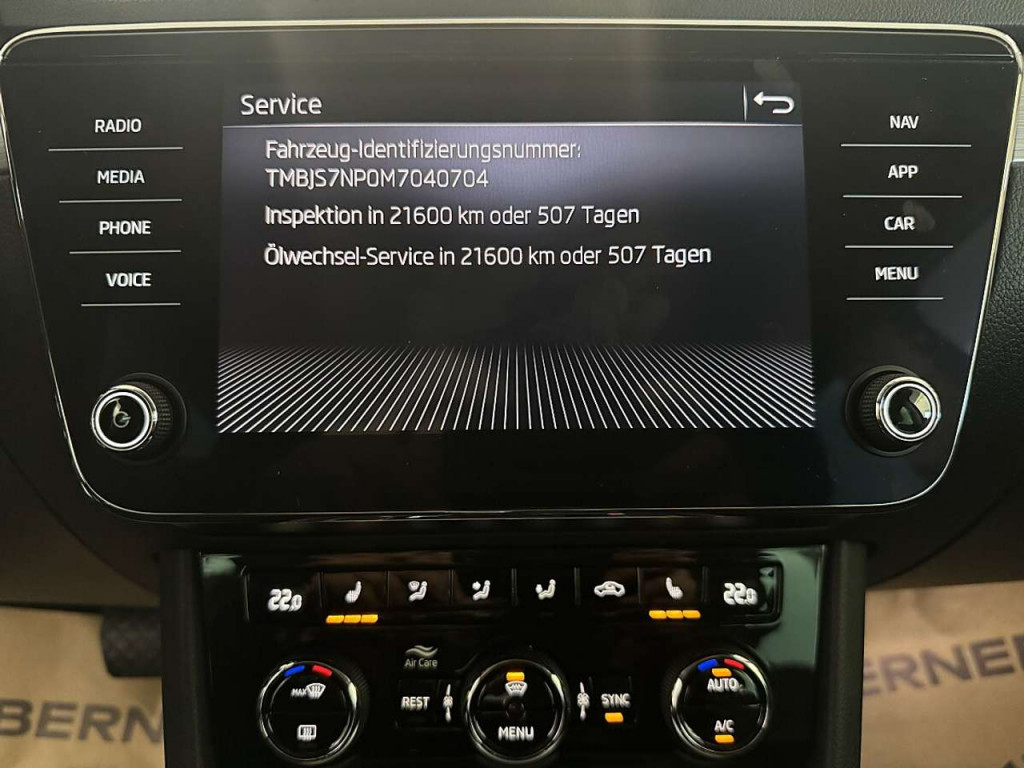 Service
RADIO
MEDIA
PHONE
VOICE
Fahrzeug-Identifizierungsnummer:
TMBJS7NP0M7040704
Inspektion in 21600 km oder 507 Tagen
Ölwechsel-Service in 21600 km oder 507 Tagen
NAV
APP
CAR
MENU
22.0
22.0
Air Care
MAX
REST
MENU
SYNC
AUTO
A/C
BERNER
BERNER